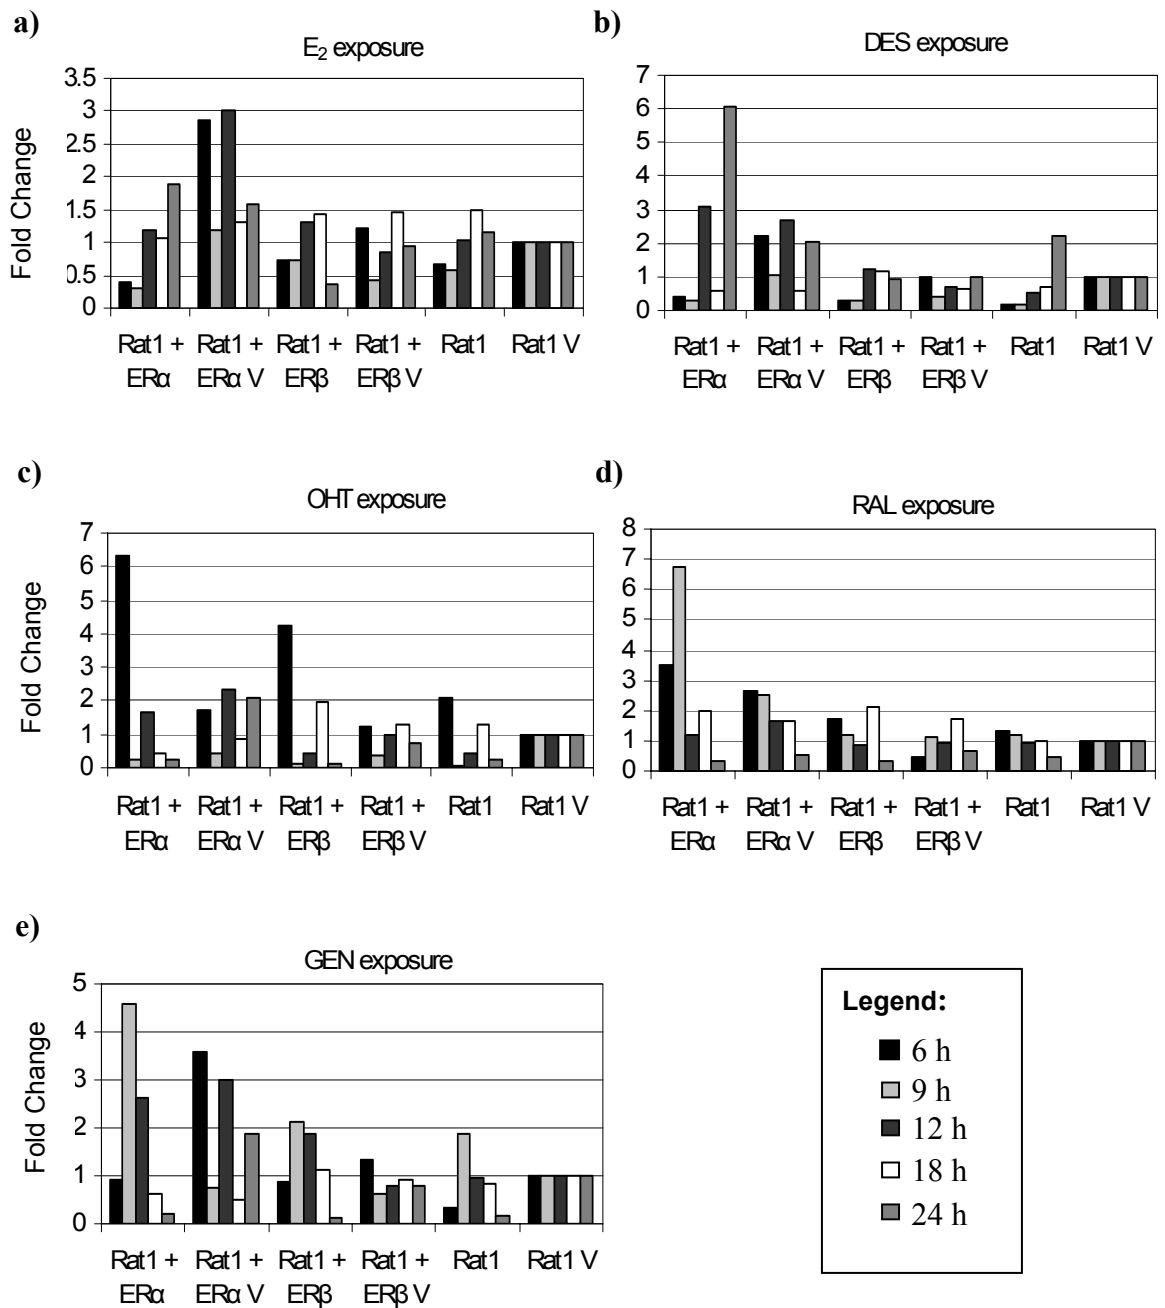 a)
E2 exposure
Fold Change
3.5
3
2.5
2
1.5
1
0.5
0
Rat1 + ERα
Rat1 + ERα V
Rat1 + ERβ
Rat1 + ERβ V
Rat1
Rat1 V
b)
DES exposure
7
6
5
4
3
2
1
0
Rat1 + ERα
Rat1 + ERα V
Rat1 + ERβ
Rat1 + ERβ V
Rat1
Rat1 V
c)
OHT exposure
Fold Change
7
6
5
4
3
2
1
0
Rat1 + ERα
Rat1 + ERα V
Rat1 + ERβ
Rat1 + ERβ V
Rat1
Rat1 V
d)
RAL exposure
8
7
6
5
4
3
2
1
0
Rat1 + ERα
Rat1 + ERα V
Rat1 + ERβ
Rat1 + ERβ V
Rat1
Rat1 V
e)
GEN exposure
Fold Change
5
4
3
2
1
0
Rat1 + ERα
Rat1 + ERα V
Rat1 + ERβ
Rat1 + ERβ V
Rat1
Rat1 V
Legend:
6 h
9 h
12 h
18 h
24 h